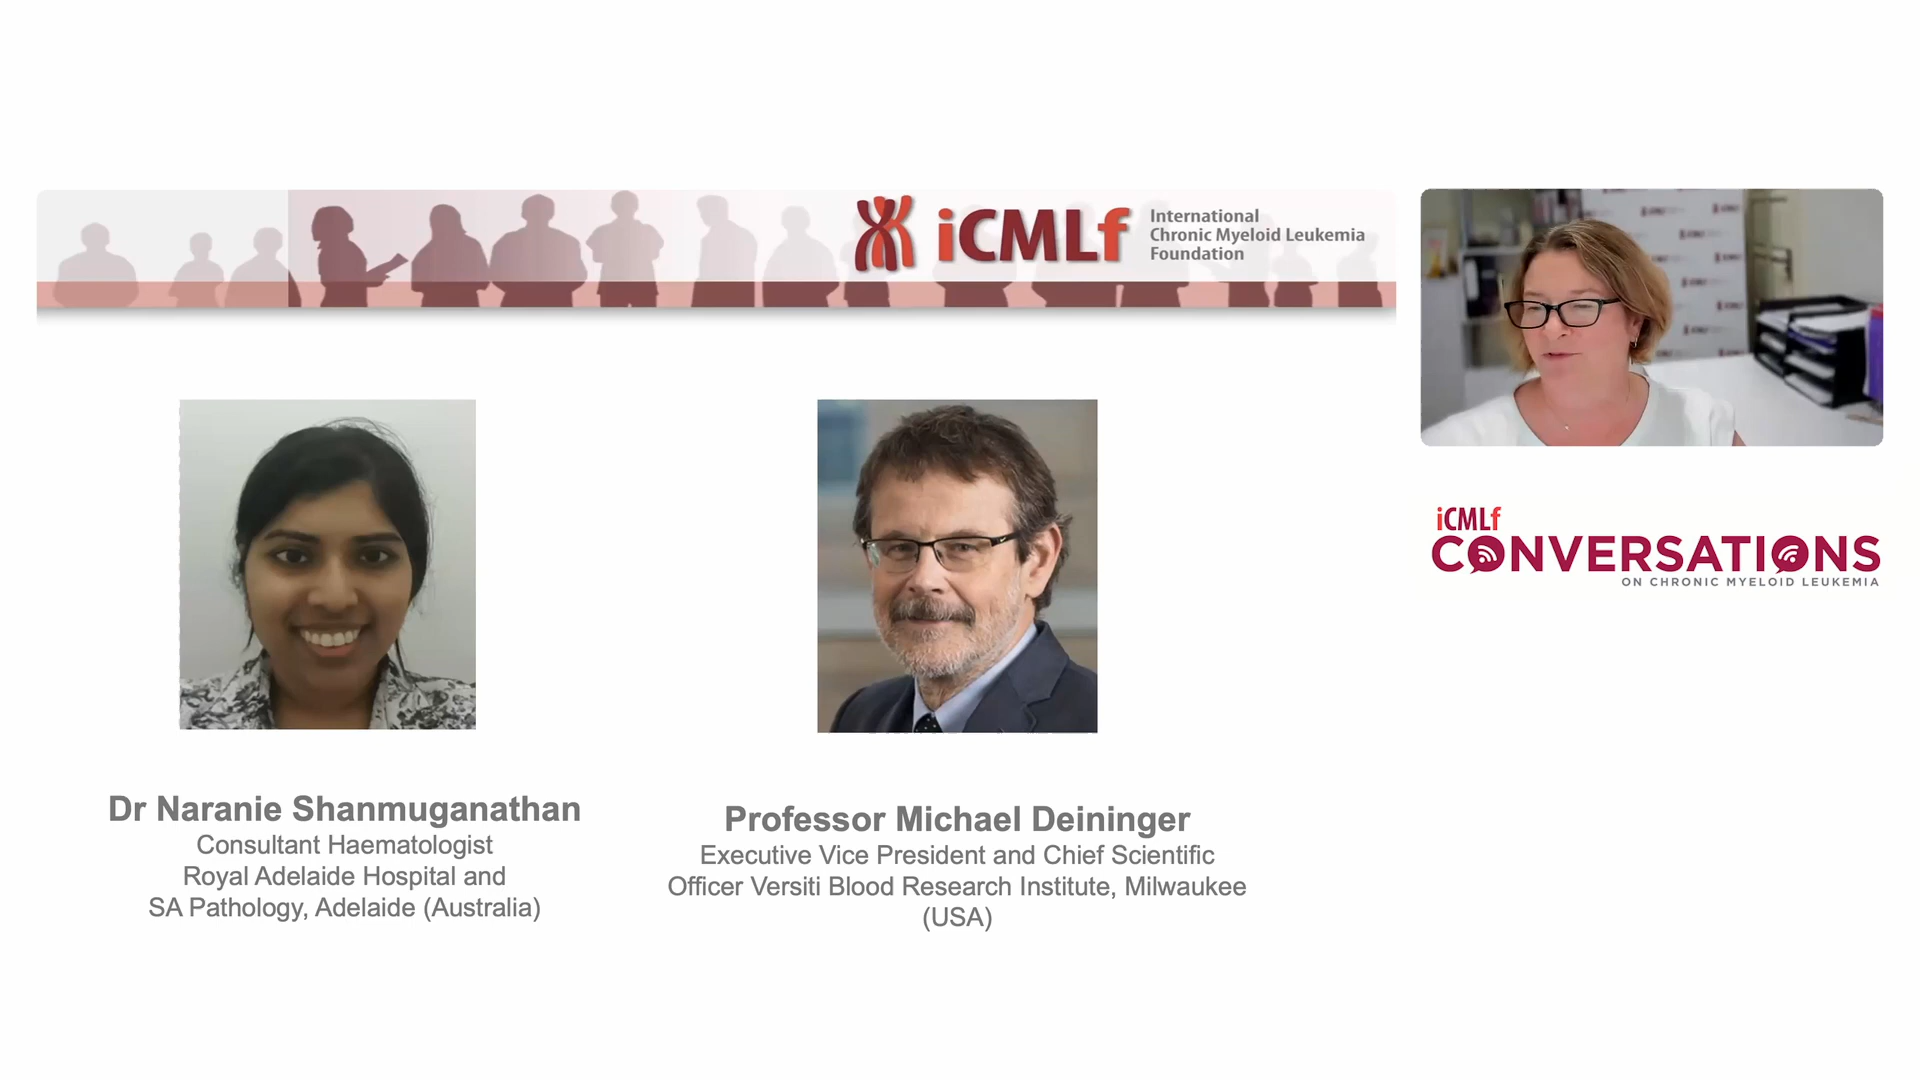 iCMLf
International
Chronic Myeloid Leukemia
Foundation
iCMLf
CONVERSATIONS
ON CHRONIC MYELOID LEUKEMIA
Dr Naranie Shanmuganathan
Consultant Haematologist
Royal Adelaide Hospital and
SA Pathology, Adelaide (Australia)
Professor Michael Deininger
Executive Vice President and Chief Scientific
Officer Versiti Blood Research Institute, Milwaukee
(USA)